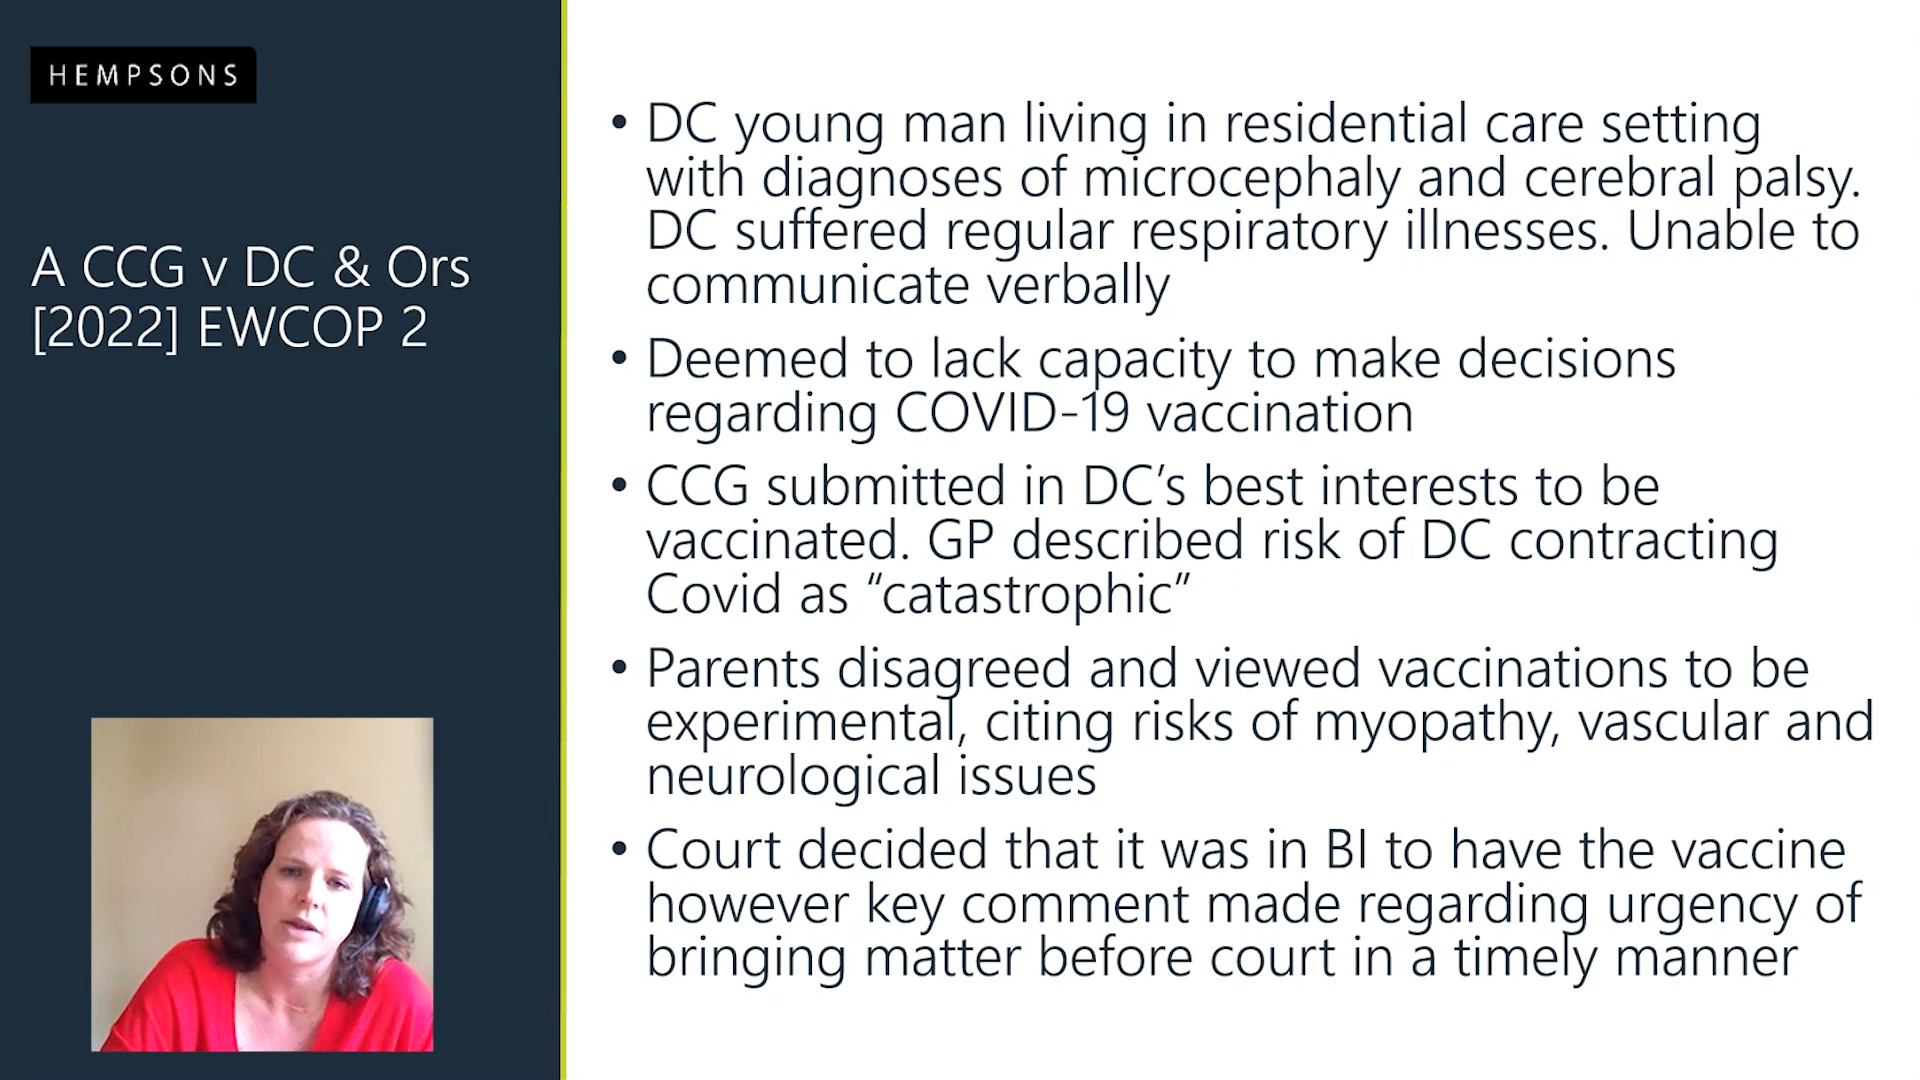 HEMPSONS
A CCG v DC & Ors
[2022] EWCOP 2
• DC young man living in residential care setting
with diagnoses of microcephaly and cerebral palsy.
DC suffered regular respiratory illnesses. Unable to
communicate verbally
• Deemed to lack capacity to make decisions
regarding COVID-19 vaccination
• CCG submitted in DC’s best interests to be
vaccinated. GP described risk of DC contracting
Covid as “catastrophic”
• Parents disagreed and viewed vaccinations to be
experimental, citing risks of myopathy, vascular and
neurological issues
• Court decided that it was in BI to have the vaccine
however key comment made regarding urgency of
bringing matter before court in a timely manner